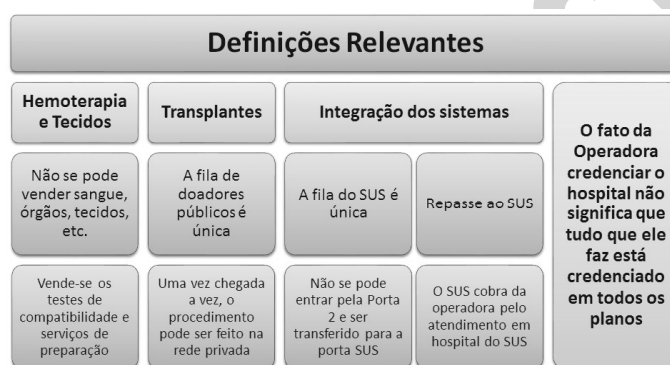 Definições Relevantes
Hemoterapia
e Tecidos
Não se pode
vender sangue,
órgãos, tecidos,
etc.
Vende-se os
testes de
compatibilidade e
serviços de
preparação
Transplantes
A fila de
doadores
públicos é
única
Uma vez chegada
a vez, o
procedimento
pode ser feito na
rede privada
Integração dos sistemas
A fila do SUS é
única
Não se pode
entrar pela Porta
2 e ser
transferido para a
porta SUS
Repasse ao SUS
O SUS cobra da
operadora pelo
atendimento em
hospital do SUS
O fato da
Operadora
credenciar o
hospital não
significa que
tudo que ele
faz está
credenciado
em todos os
planos